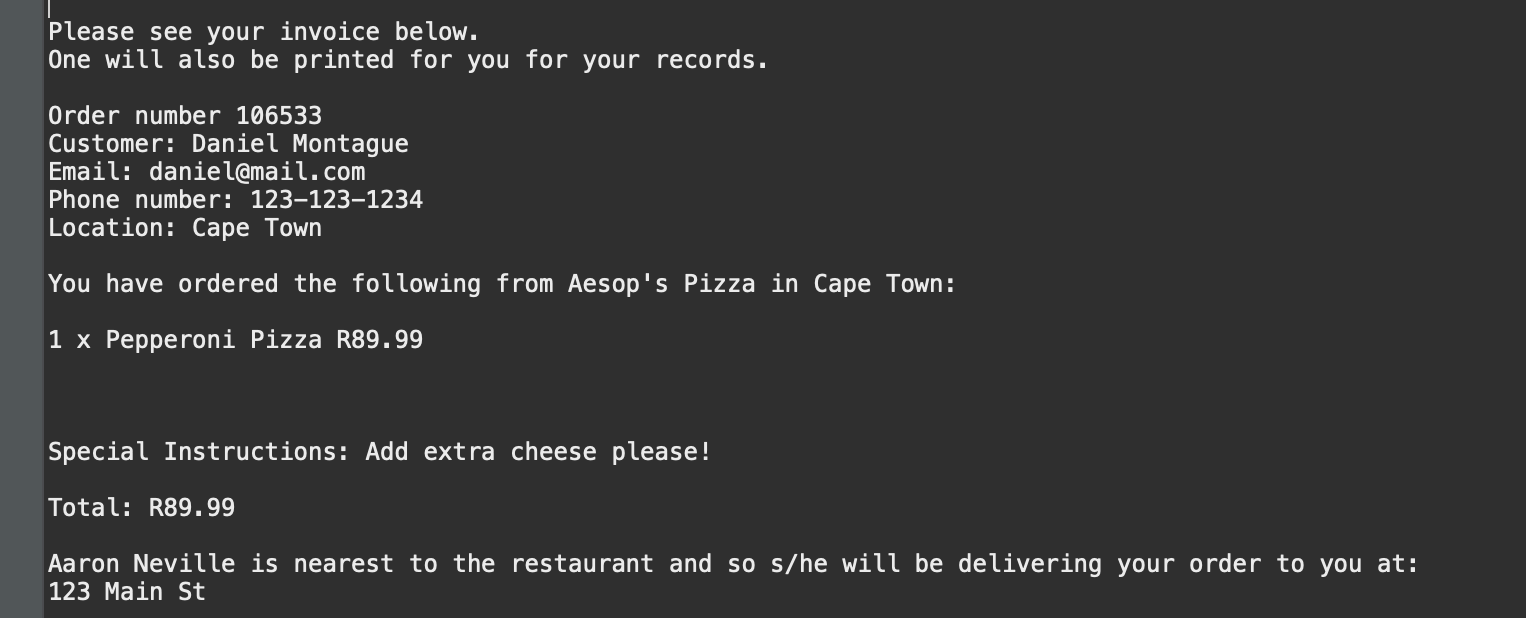 Please see your invoice below.
One will also be printed for you for your records.
Order number 106533
Customer: Daniel Montague
Email: daniel@mail.com
Phone number: 123-123-1234
Location: Cape Town
You have ordered the following from Aesop's Pizza in Cape Town:
1 x Pepperoni Pizza R89.99
Special Instructions: Add extra cheese please!
Total: R89.99
Aaron Neville is nearest to the restaurant and so s/he will be delivering your order to you at:
123 Main St